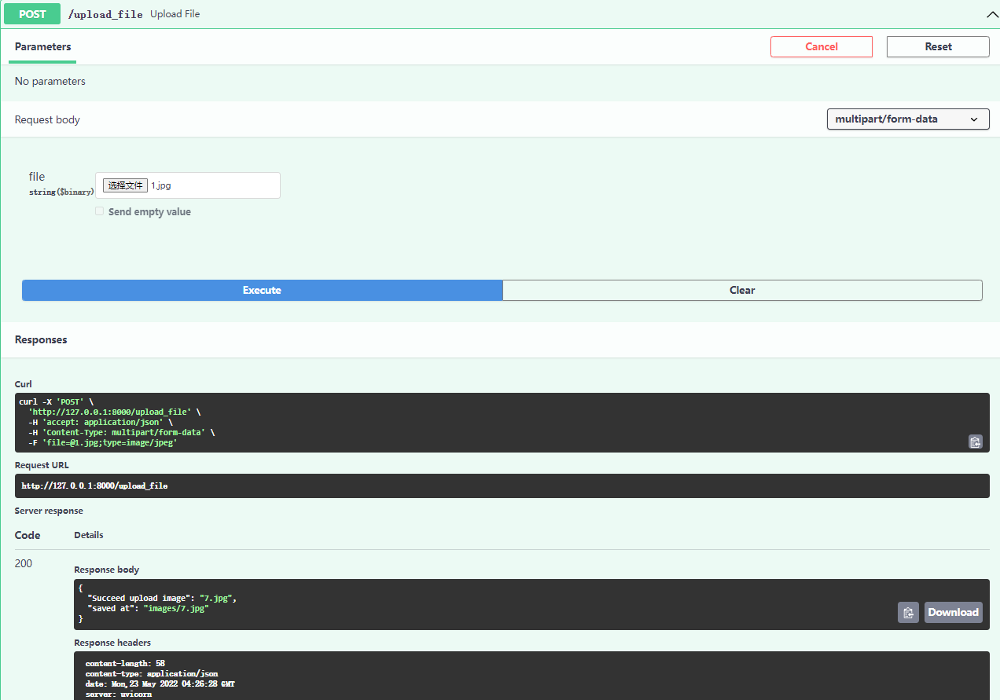 POST /upload_file Upload File
Parameters
Cancel
Reset
No parameters
Request body
multipart/form-data
file
string($binary)
选择文件 1.jpg
Send empty value
Execute
Clear
Responses
Curl
curl -X 'POST' \
'http://127.0.0.1:8000/upload_file' \
-H 'accept: application/json' \
-H 'Content-Type: multipart/form-data' \
-F 'file=@1.jpg;type=image/jpeg'
Request URL
http://127.0.0.1:8000/upload_file
Server response
Code Details
200
Response body
{
"Succeed upload image": "7.jpg",
"saved at": "images/7.jpg"
}
Download
Response headers
content-length: 58
content-type: application/json
date: Mon,23 May 2022 04:26:28 GMT
server: uvicorn